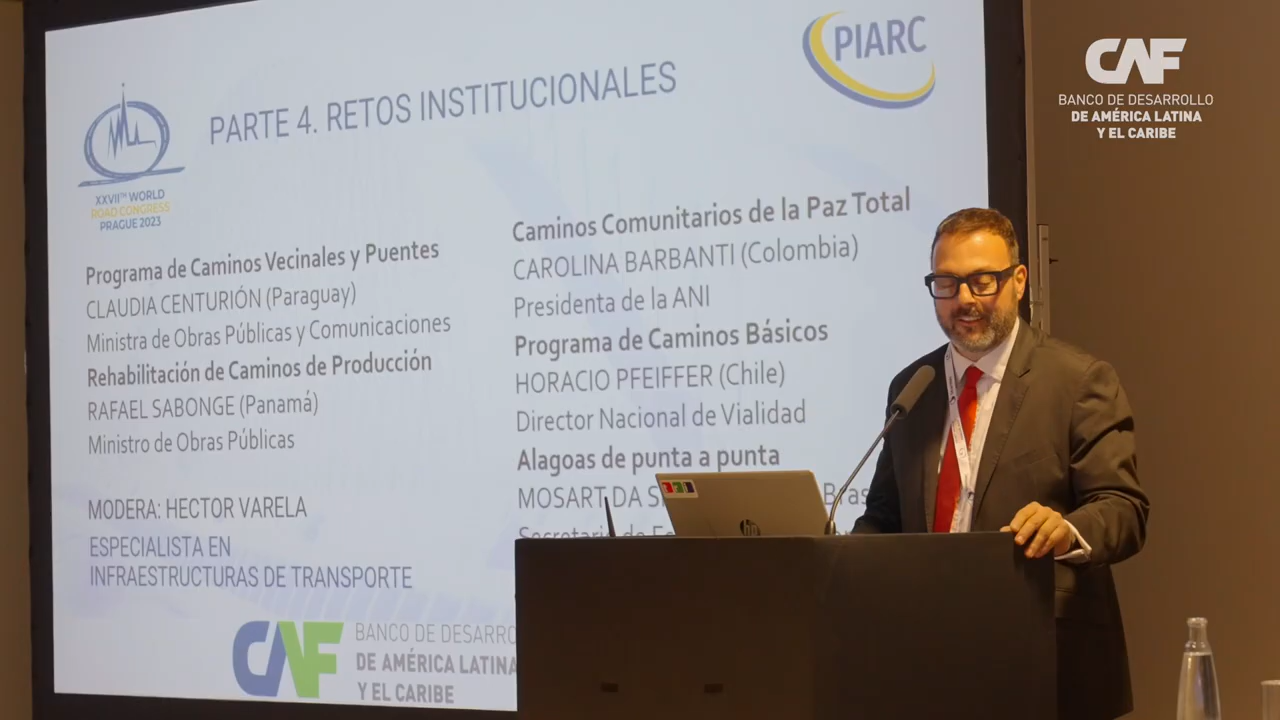 PIARC
PARTE 4. RETOS INSTITUCIONALES
XXVIITH WORLD
ROAD CONGRESS
PRAGUE 2023
Programa de Caminos Vecinales y Puentes
CLAUDIA CENTURIÓN (Paraguay)
Ministra de Obras Públicas y Comunicaciones
Rehabilitación de Caminos de Producción
RAFAEL SABONGE (Panamá)
Ministro de Obras Públicas
MODERA: HECTOR VARELA
ESPECIALISTA EN
INFRAESTRUCTURAS DE TRANSPORTE
Caminos Comunitarios de la Paz Total
CAROLINA BARBANTI (Colombia)
Presidenta de la ANI
Programa de Caminos Básicos
HORACIO PFEIFFER (Chile)
Director Nacional de Vialidad
Alagoas de punta a punta
MOSART DA
CAF
BANCO DE DESARRO
DE AMÉRICA LATINA
Y EL CARIBE
hp
CAF
BANCO DE DESARROLLO
DE AMÉRICA LATINA
Y EL CARIBE